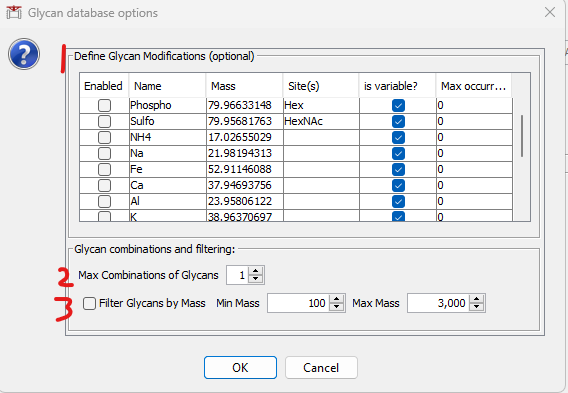 Glycan database options
1 Define Glycan Modifications (optional)
Enabled Name Mass Site(s) is variable? Max occurr...
Phospho 79.96633148 Hex 0
Sulfo 79.95681763 HexNAc 0
NH4 17.02655029 0
Na 21.98194313 0
Fe 52.91146088 0
Ca 37.94693756 0
Al 23.95806122 0
K 38.96370697 0
Glycan combinations and filtering:
2 Max Combinations of Glycans 1
3 Filter Glycans by Mass Min Mass 100 Max Mass 3,000
OK Cancel